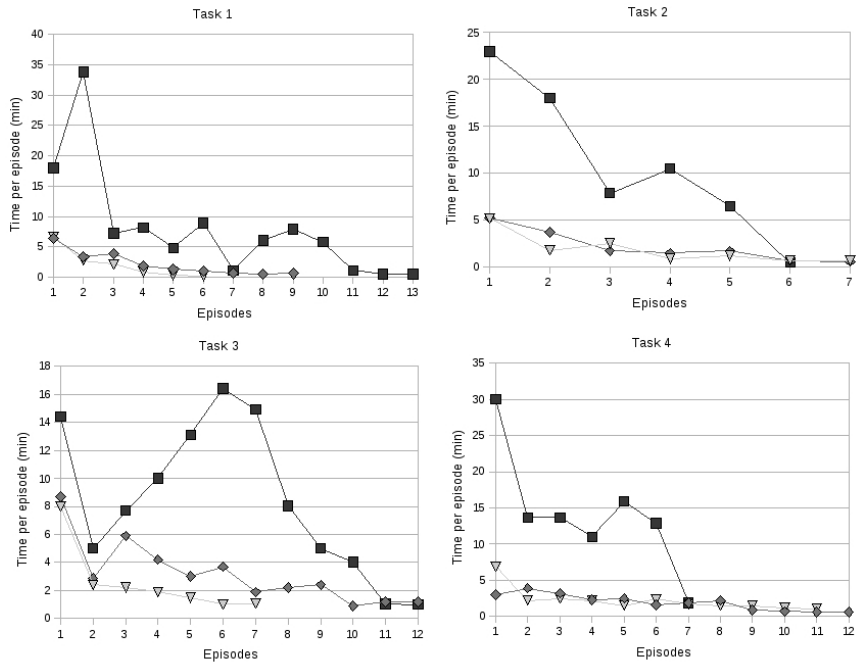 Task 1
Time per episode (min)
40
35
30
25
20
15
10
5
0
1 2 3 4 5 6 7 8 9 10 11 12 13
Episodes
Task 2
Time per episode (min)
25
20
15
10
5
0
1 2 3 4 5 6 7
Episodes
Task 3
Time per episode (min)
18
16
14
12
10
8
6
4
2
0
1 2 3 4 5 6 7 8 9 10 11 12
Episodes
Task 4
Time per episode (min)
35
30
25
20
15
10
5
0
1 2 3 4 5 6 7 8 9 10 11 12
Episodes